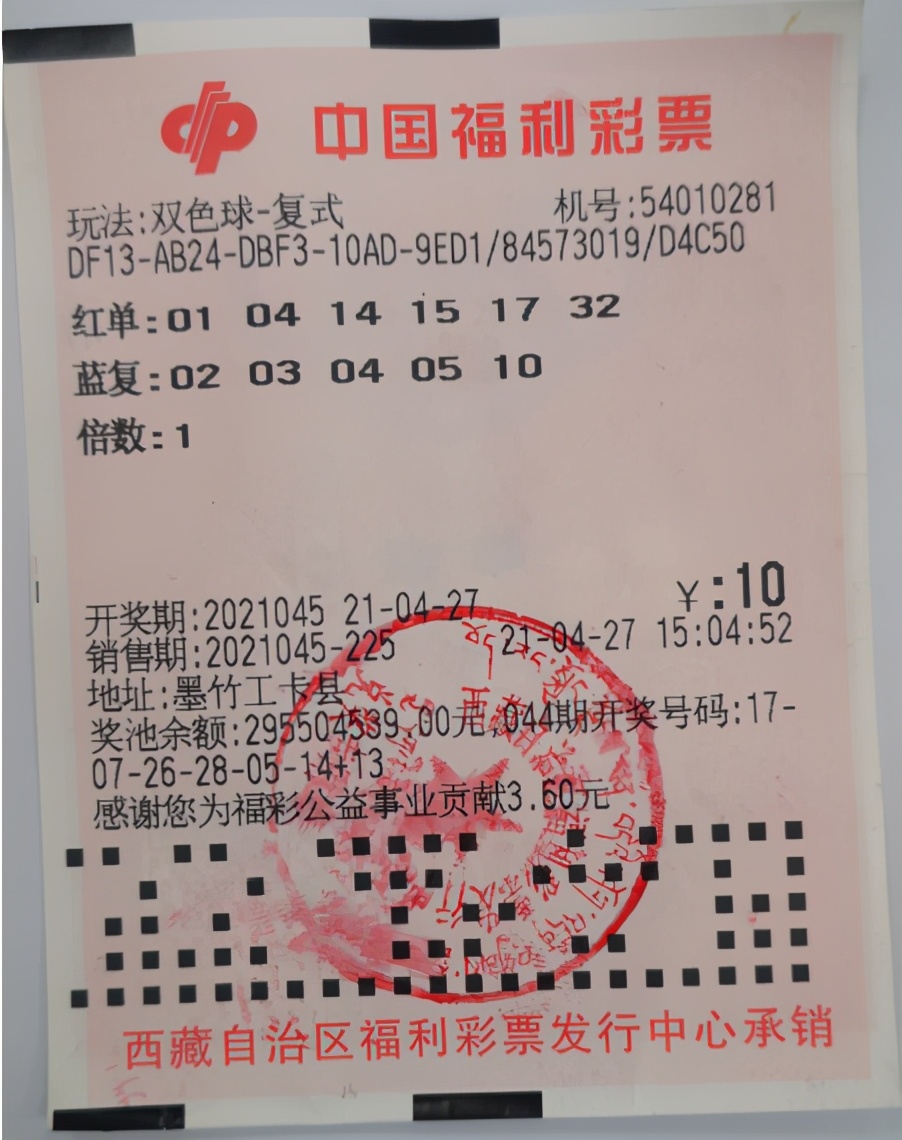 中国福利彩票
玩法:双色球-复式 机号:54010281
DF13-AB24-DBF3-10AD-9ED1/84573019/D4C50
红单:01 04 14 15 17 32
蓝复:02 03 04 05 10
倍数:1
¥:10
开奖期:2021045 21-04-27
销售期:2021045-225 21-04-27 15:04:52
地址:墨竹工卡县
奖池余额:295504539.00元,044期开奖号码:17-
07-26-28-05-14+13
感谢您为福彩公益事业贡献3.60元
西藏自治区福利彩票发行中心承销